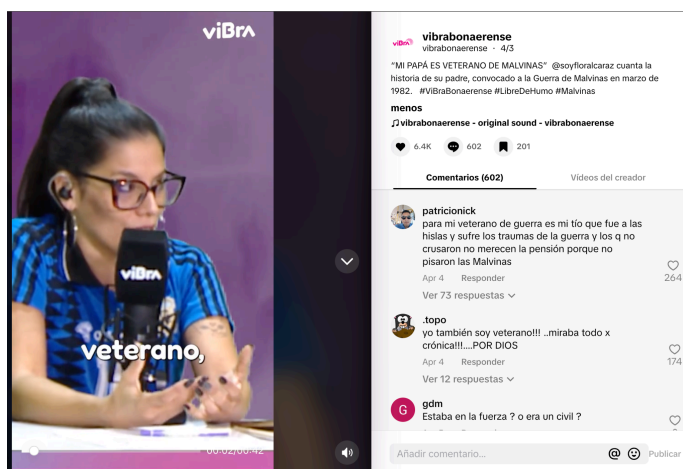 viBrA
viBrA
veterano,
00:02/00:42
viBrA
vibrabonaerense
vibrabonaerense · 4/3
"MI PAPÁ ES VETERANO DE MALVINAS" @soyfloralcaraz cuanta la
historia de su padre, convocado a la Guerra de Malvinas en marzo de
1982. #ViBraBonaerense #LibreDeHumo #Malvinas
menos
vibrabonaerense - original sound - vibrabonaerense
6.4K 602 201
Comentarios (602) Vídeos del creador
patricionick
para mi veterano de guerra es mi tío que fue a las
hislas y sufre los traumas de la guerra y los q no
crusaron no merecen la pensión porque no
pisaron las Malvinas
Apr 4 Responder
264
Ver 73 respuestas
.topo
yo también soy veterano!!! ..miraba todo x
crónica!!!....POR DIOS
Apr 4 Responder
174
Ver 12 respuestas
G
gdm
Estaba en la fuerza ? o era un civil ?
Añadir comentario... @ Publicar